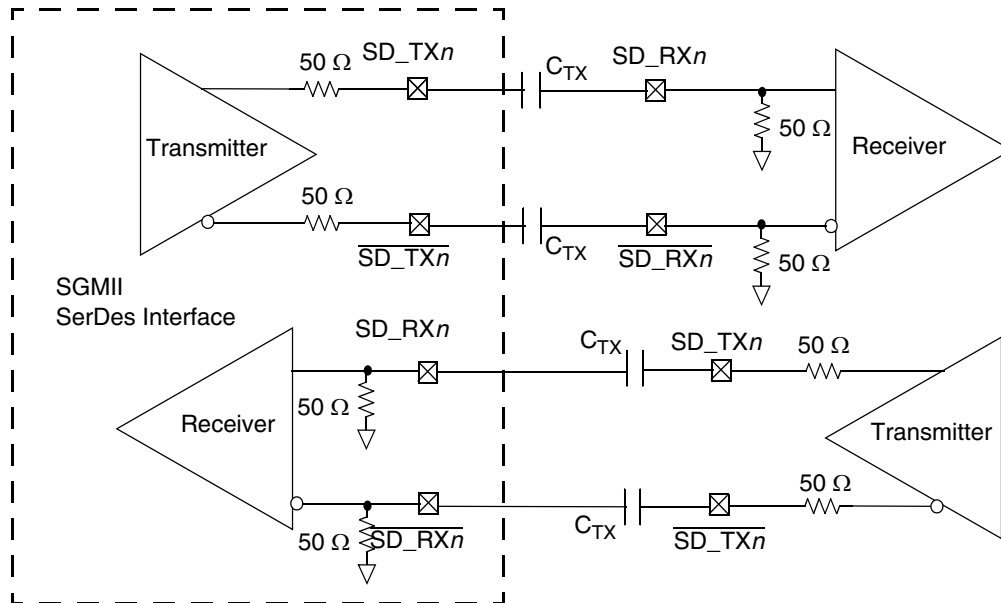 50 Ω
SD_TXn
C_TX
SD_RXn
50 Ω
Transmitter
Receiver
50 Ω
SD_TXn
C_TX
SD_RXn
50 Ω
SGMII
SerDes Interface
SD_RXn
C_TX
SD_TXn
50 Ω
50 Ω
Receiver
Transmitter
50 Ω
50 Ω
SD_RXn
C_TX
SD_TXn